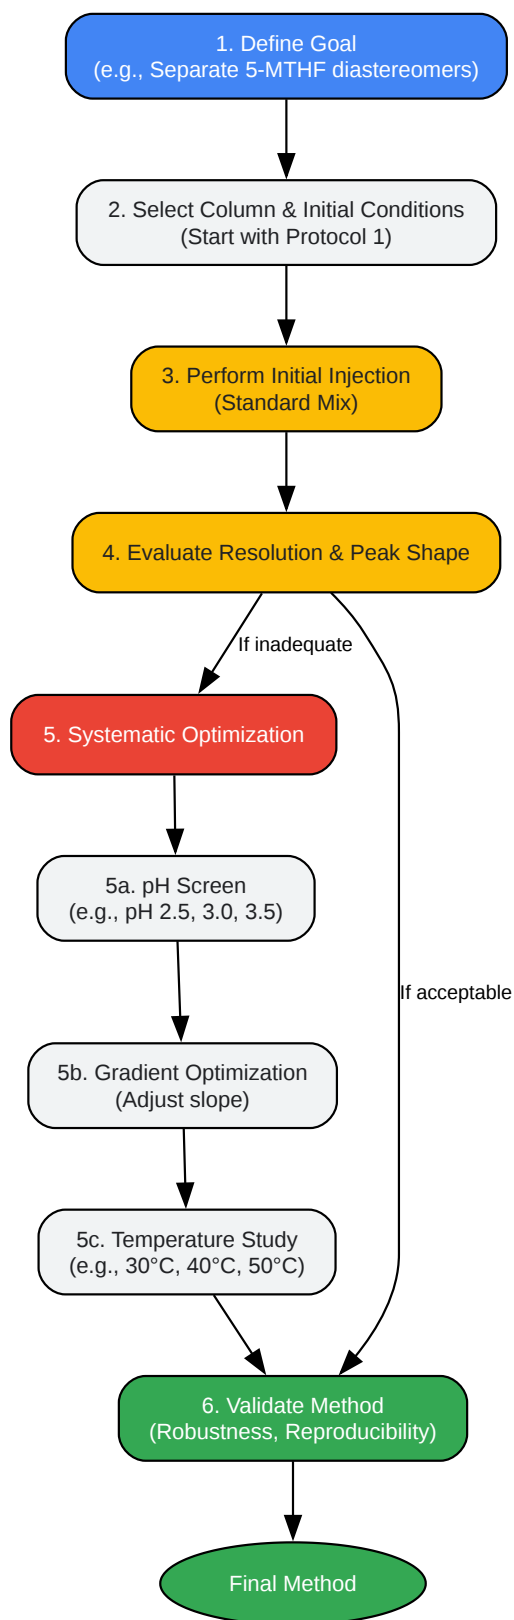 1. Define Goal
(e.g., Separate 5-MTHF diastereomers)
2. Select Column & Initial Conditions
(Start with Protocol 1)
3. Perform Initial Injection
(Standard Mix)
4. Evaluate Resolution & Peak Shape
If inadequate
5. Systematic Optimization
5a. pH Screen
(e.g., pH 2.5, 3.0, 3.5)
If acceptable
5b. Gradient Optimization
(Adjust slope)
5c. Temperature Study
(e.g., 30°C, 40°C, 50°C)
6. Validate Method
(Robustness, Reproducibility)
Final Method